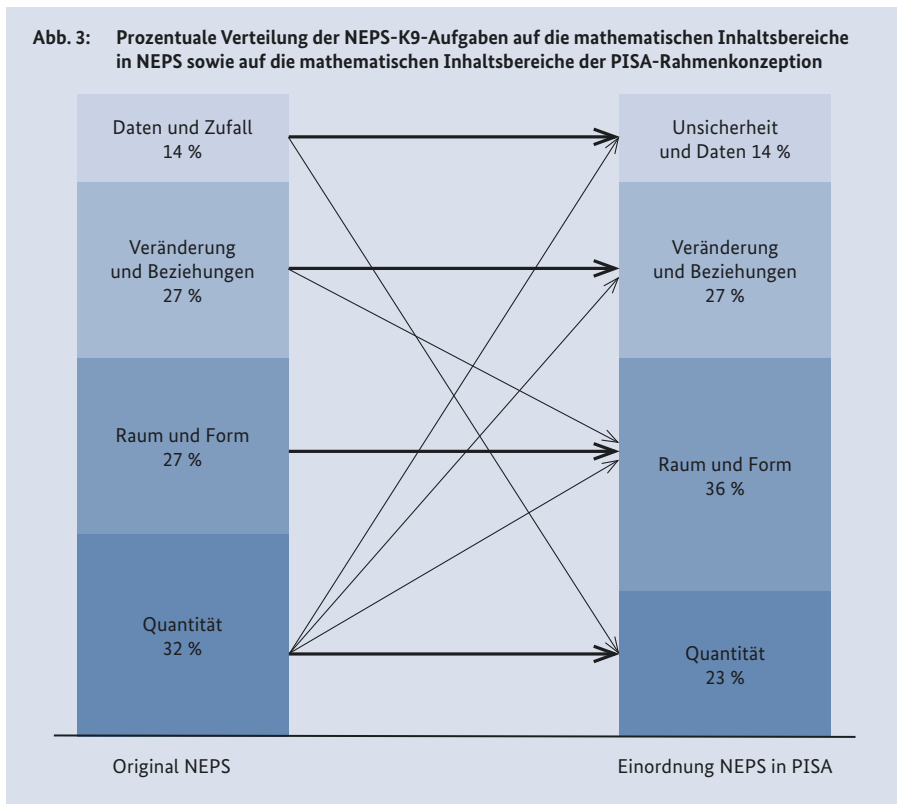 Abb. 3: Prozentuale Verteilung der NEPS-K9-Aufgaben auf die mathematischen Inhaltsbereiche
in NEPS sowie auf die mathematischen Inhaltsbereiche der PISA-Rahmenkonzeption
Daten und Zufall
14 %
Veränderung
und Beziehungen
27 %
Raum und Form
27 %
Quantität
32 %
Unsicherheit
und Daten 14 %
Veränderung
und Beziehungen
27 %
Raum und Form
36 %
Quantität
23 %
Original NEPS
Einordnung NEPS in PISA